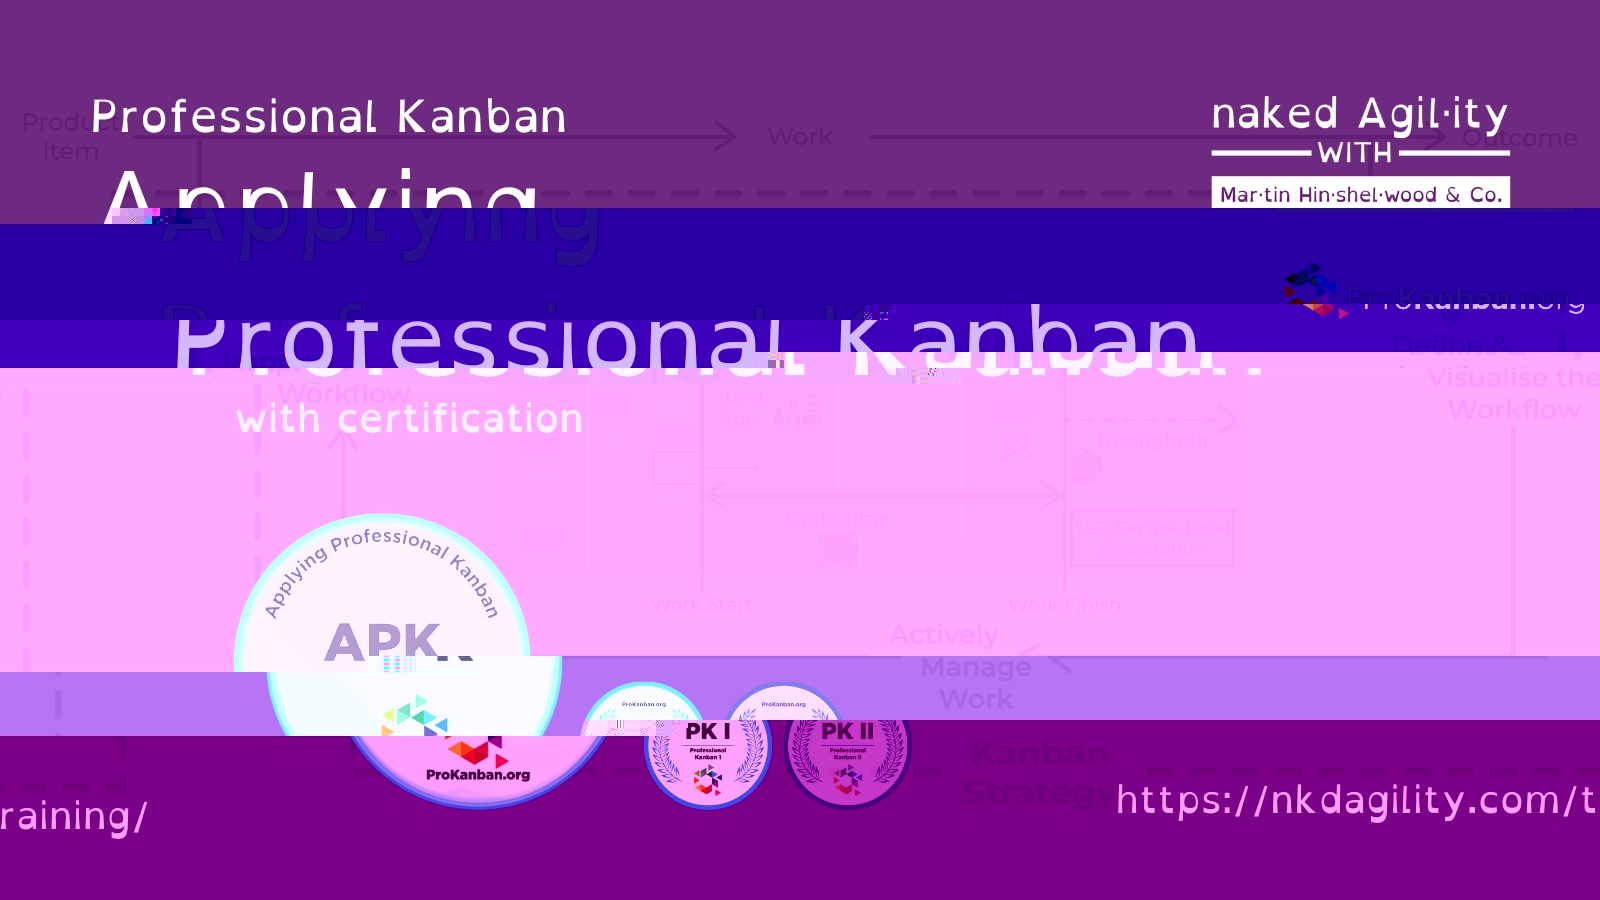 Professional Kanban
naked Agil·ity
WITH
Mar·tin Hin·shel·wood & Co.
Product
Item
Work
Outcome
Applying
ProKanban.org
Professional Kanban
with certification
Workflow
Define &
Visualise the
Workflow
Item
Age
Throughput
Cycle Time
SLE: Service Level
Expectation
Work Start
Work Finish
Applying Professional Kanban
APK
ProKanban.org
ProKanban.org
PK I
Professional
Kanban I
ProKanban.org
PK II
Professional
Kanban II
Actively
Manage
Work
Kanban
Strategy
https://nkdagility.com/t
raining/